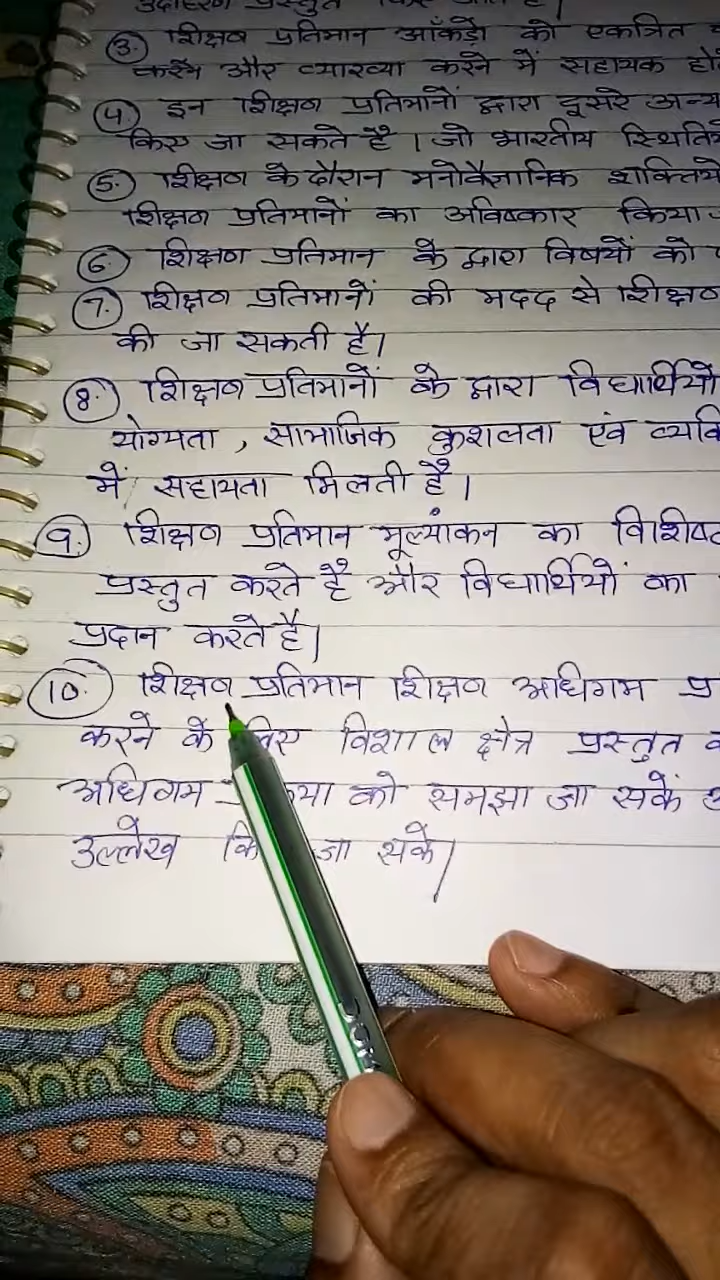 ③ शिक्षण प्रतिमान आँकडो को एकत्रित
करने और व्याख्या करने में सहायक
④ इन शिक्षण प्रतिमानों द्वारा दूसरे अन्य
किए जा सकते है । जो भारतीय
⑤ शिक्षण के दौरान मनोवैज्ञानिक
शिक्षण प्रतिमानों का अविष्कार किया
⑥ शिक्षण प्रतिमान के द्वारा विषयों को
⑦ शिक्षण प्रतिमानों की मदद से शिक्षण
की जा सकती है।
⑧ शिक्षण प्रतिमानों के द्वारा विद्यार्थियों
योग्यता , सामाजिक कुशलता एवं
में सहायता मिलती है ।
⑨ शिक्षण प्रतिमान मूल्यांकन का
प्रस्तुत करते है और विद्यार्थियों का
प्रदान करते है।
⑩ शिक्षण प्रतिमान शिक्षण अधिगम
करने के लिए विशाल क्षेत्र प्रस्तुत
अधिगम को समझा जा सकें
उल्लेख जा सके।